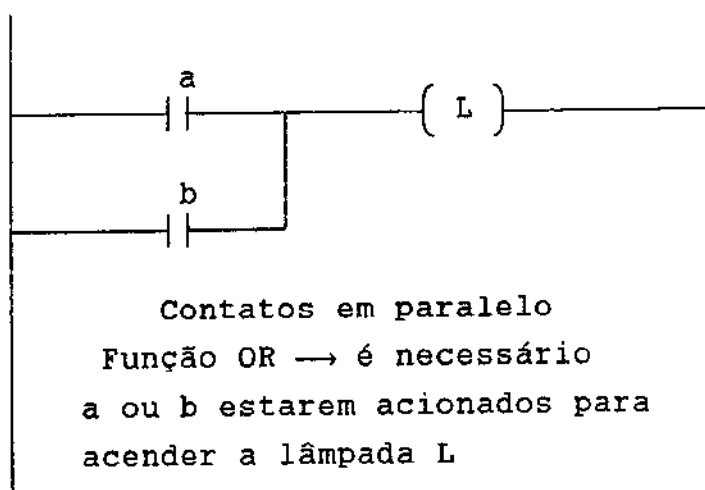 a
( L )
b
Contatos em paralelo
Função OR → é necessário
a ou b estarem acionados para
acender a lâmpada L